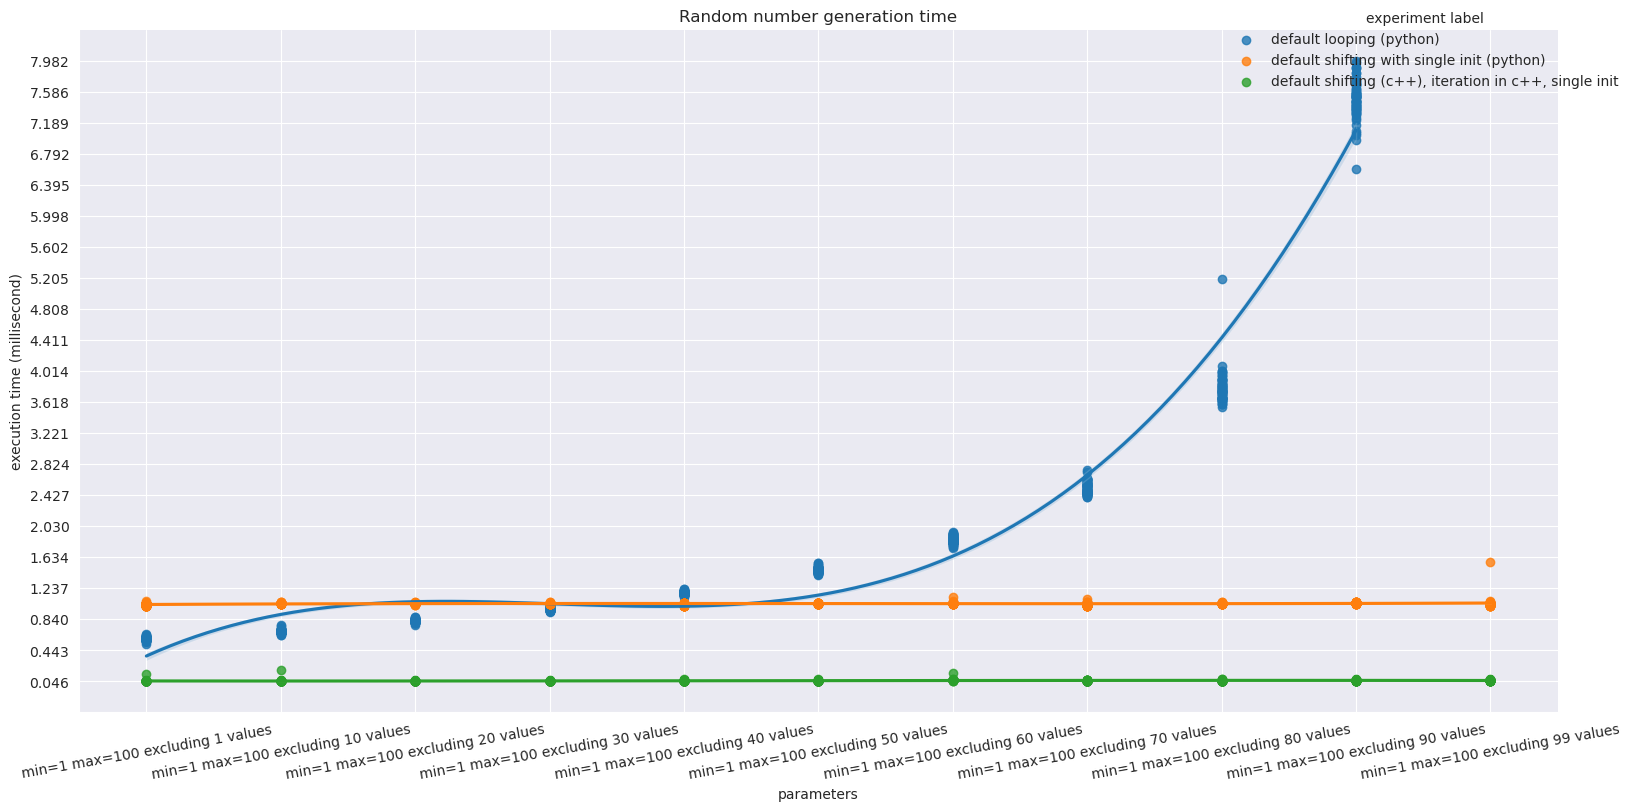 Random number generation time
experiment label
default looping (python)
default shifting with single init (python)
default shifting (c++), iteration in c++, single init
execution time (millisecond)
7.982
7.586
7.189
6.792
6.395
5.998
5.602
5.205
4.808
4.411
4.014
3.618
3.221
2.824
2.427
2.030
1.634
1.237
0.840
0.443
0.046
min=1 max=100 excluding 1 values
min=1 max=100 excluding 10 values
min=1 max=100 excluding 20 values
min=1 max=100 excluding 30 values
min=1 max=100 excluding 40 values
min=1 max=100 excluding 50 values
min=1 max=100 excluding 60 values
min=1 max=100 excluding 70 values
min=1 max=100 excluding 80 values
min=1 max=100 excluding 90 values
min=1 max=100 excluding 99 values
parameters